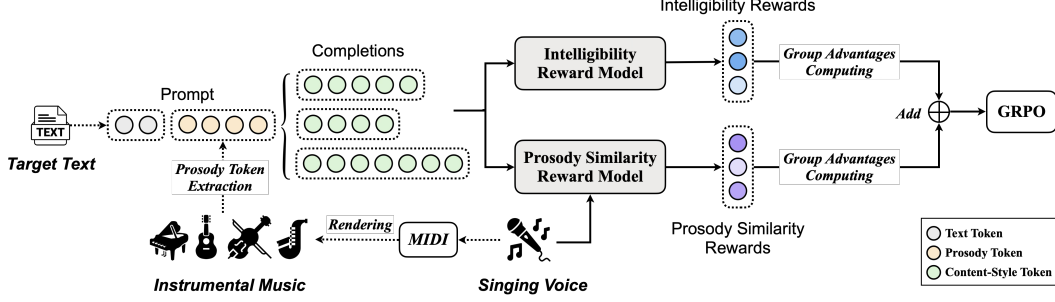 Intelligibility Rewards
Completions
Intelligibility
Reward Model
Group Advantages
Computing
Prompt
TEXT
Target Text
Add
GRPO
Prosody Token
Extraction
Prosody Similarity
Reward Model
Group Advantages
Computing
Rendering
MIDI
Prosody Similarity
Rewards
Instrumental Music
Singing Voice
Text Token
Prosody Token
Content-Style Token